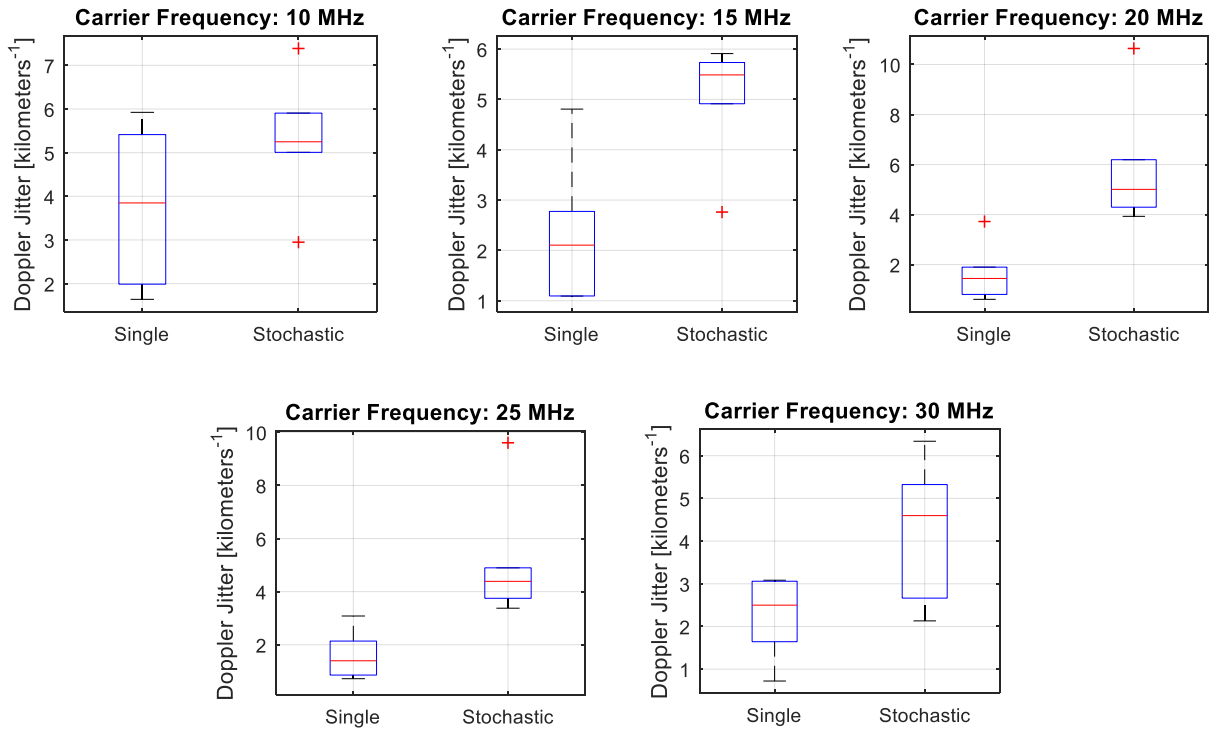 Carrier Frequency: 10 MHz
Doppler Jitter [kilometers-1]
7
6
5
4
3
2
Single Stochastic
Carrier Frequency: 15 MHz
Doppler Jitter [kilometers-1]
6
5
4
3
2
1
Single Stochastic
Carrier Frequency: 20 MHz
Doppler Jitter [kilometers-1]
10
8
6
4
2
Single Stochastic
Carrier Frequency: 25 MHz
Doppler Jitter [kilometers-1]
10
8
6
4
2
Single Stochastic
Carrier Frequency: 30 MHz
Doppler Jitter [kilometers-1]
6
5
4
3
2
1
Single Stochastic